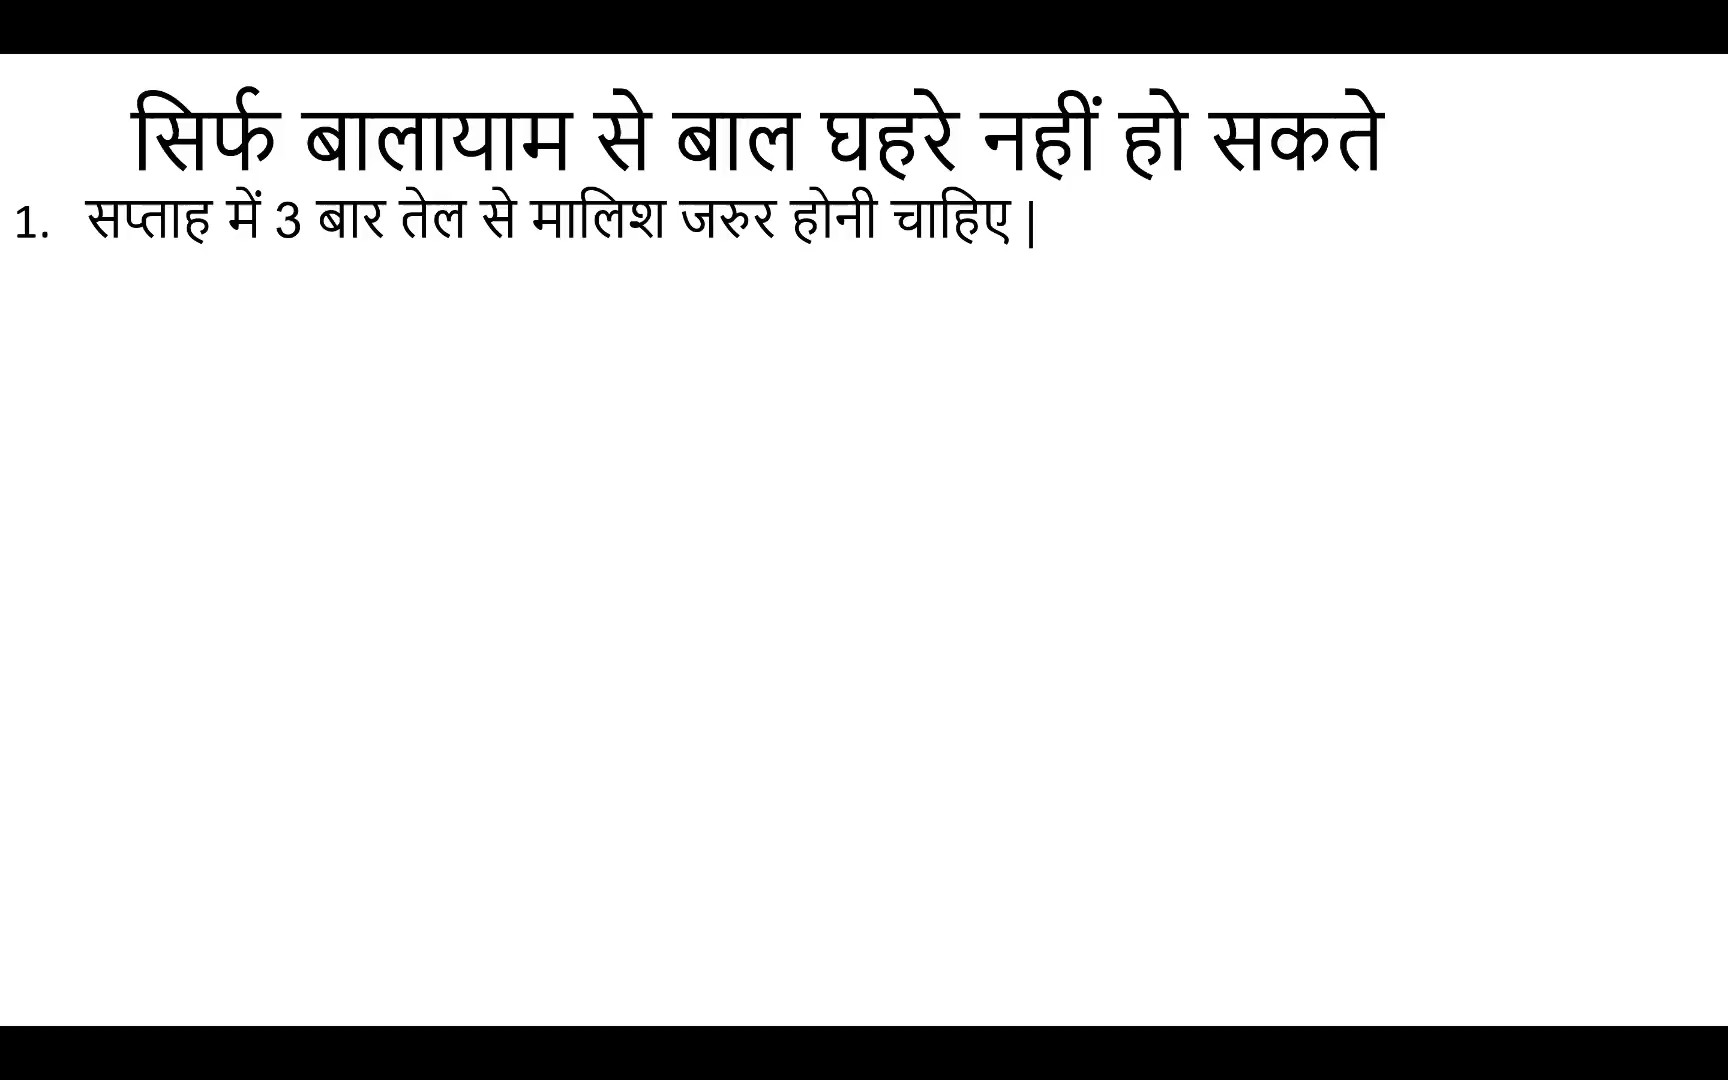 सिर्फ बालायाम से बाल घहरे नहीं हो सकते
1. सप्ताह में 3 बार तेल से मालिश जरुर होनी चाहिए |